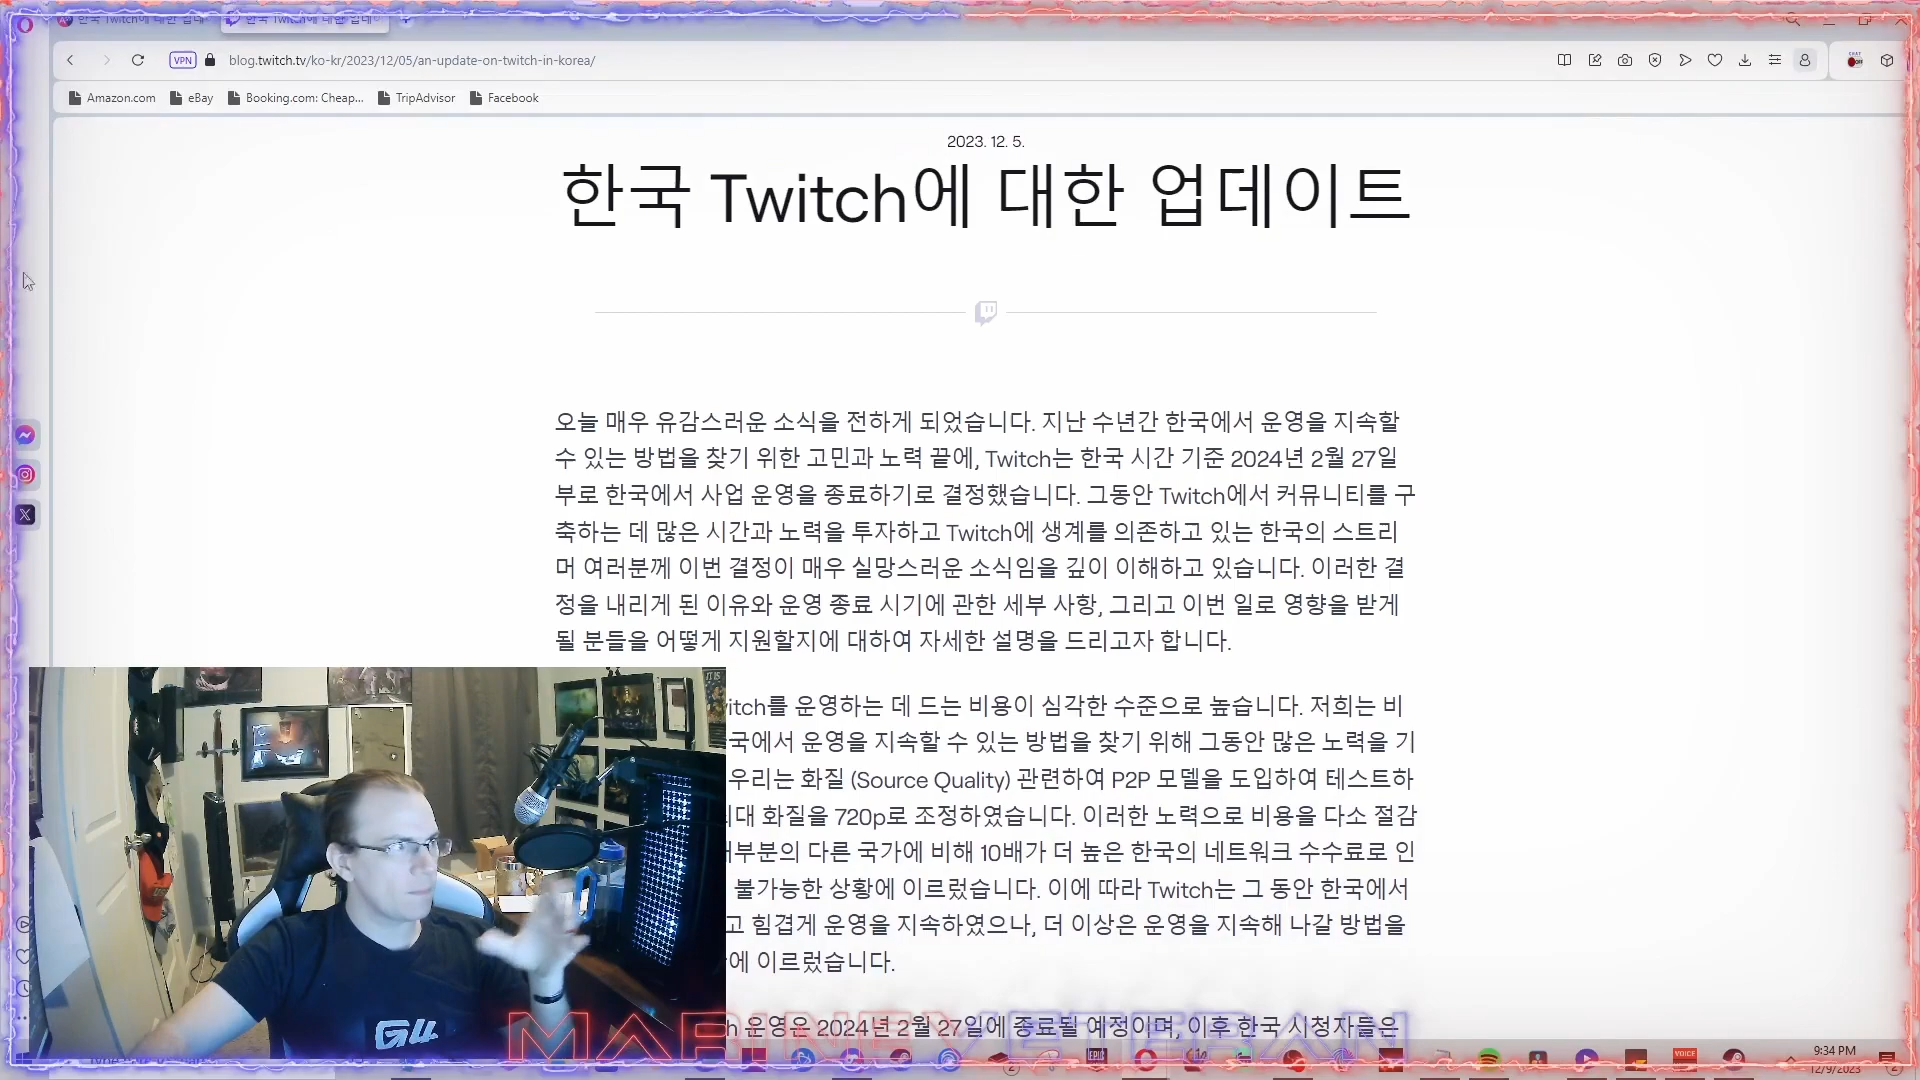 한국 Twitch에 대한 업데이
VPN
blog.twitch.tv/ko-kr/2023/12/05/an-update-on-twitch-in-korea/
Amazon.com eBay Booking.com: Cheap... TripAdvisor Facebook
2023. 12. 5.
한국 Twitch에 대한 업데이트
오늘 매우 유감스러운 소식을 전하게 되었습니다. 지난 수년간 한국에서 운영을 지속할
수 있는 방법을 찾기 위한 고민과 노력 끝에, Twitch는 한국 시간 기준 2024년 2월 27일
부로 한국에서 사업 운영을 종료하기로 결정했습니다. 그동안 Twitch에서 커뮤니티를 구
축하는 데 많은 시간과 노력을 투자하고 Twitch에 생계를 의존하고 있는 한국의 스트리
머 여러분께 이번 결정이 매우 실망스러운 소식임을 깊이 이해하고 있습니다. 이러한 결
정을 내리게 된 이유와 운영 종료 시기에 관한 세부 사항, 그리고 이번 일로 영향을 받게
될 분들을 어떻게 지원할지에 대하여 자세한 설명을 드리고자 합니다.
itch를 운영하는 데 드는 비용이 심각한 수준으로 높습니다. 저희는 비
국에서 운영을 지속할 수 있는 방법을 찾기 위해 그동안 많은 노력을 기
우리는 화질 (Source Quality) 관련하여 P2P 모델을 도입하여 테스트하
대 화질을 720p로 조정하였습니다. 이러한 노력으로 비용을 다소 절감
부분의 다른 국가에 비해 10배가 더 높은 한국의 네트워크 수수료로 인
불가능한 상황에 이르렀습니다. 이에 따라 Twitch는 그 동안 한국에서
고 힘겹게 운영을 지속하였으나, 더 이상은 운영을 지속해 나갈 방법을
에 이르렀습니다.
h 운영은 2024년 2월 27일에 종료될 예정이며, 이후 한국 시청자들은
G4
EPIC
VOICE
9:34 PM
12/9/2023